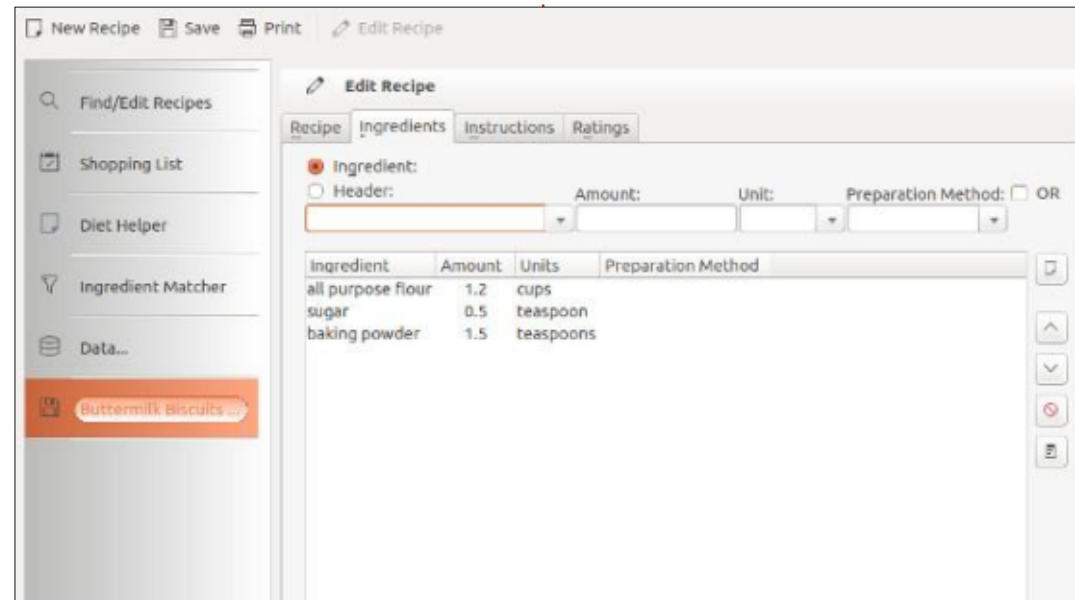 New Recipe Save Print Edit Recipe
Find/Edit Recipes
Shopping List
Diet Helper
Ingredient Matcher
Data...
Buttermilk Biscuits ...
Edit Recipe
Recipe Ingredients Instructions Ratings
Ingredient:
Header: Amount: Unit: Preparation Method: OR
Ingredient Amount Units Preparation Method
all purpose flour 1.2 cups
sugar 0.5 teaspoon
baking powder 1.5 teaspoons